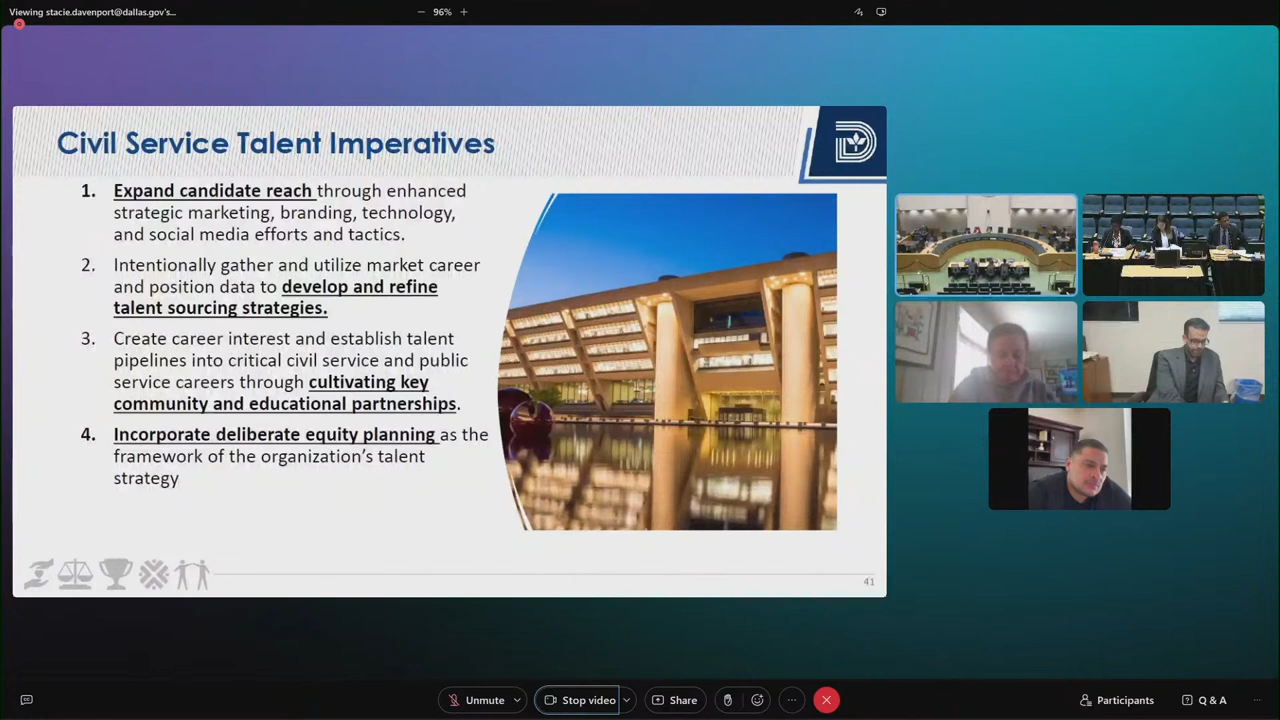 Viewing stacie.davenport@dallas.gov's...
96%
Civil Service Talent Imperatives
1. Expand candidate reach through enhanced
strategic marketing, branding, technology,
and social media efforts and tactics.
2. Intentionally gather and utilize market career
and position data to develop and refine
talent sourcing strategies.
3. Create career interest and establish talent
pipelines into critical civil service and public
service careers through cultivating key
community and educational partnerships.
4. Incorporate deliberate equity planning as the
framework of the organization's talent
strategy
41
Unmute
Stop video
Share
Participants
Q & A